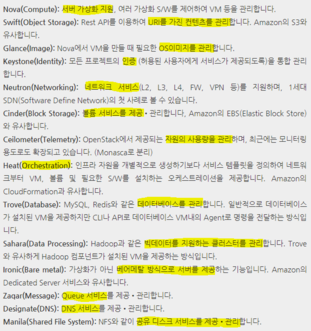 Nova(Compute): 서버 가상화 지원, 여러 가상화 S/W를 제어하여 VM 등을 관리합니다.
Swift(Object Storage): Rest API를 이용하여 URI를 가진 컨텐츠를 관리합니다. Amazon의 S3와
유사합니다.
Glance(Image): Nova에서 VM을 만들 때 필요한 OS이미지를 관리합니다.
Keystone(Identity): 모든 프로젝트의 인증 (허용된 사용자에게 서비스가 제공되도록)을 통합 관리
합니다.
Neutron(Networking): 네트워크 서비스(L2, L3, L4, FW, VPN 등)를 지원하며, 1세대
SDN(Software Define Network)의 첫 사례로 볼 수 있습니다.
Cinder(Block Storage): 볼륨 서비스를 제공•관리합니다. Amazon의 EBS(Elastic Block Store)
와 유사합니다.
Ceilometer(Telemetry): OpenStack에서 제공되는 자원의 사용량을 관리하며, 최근에는 모니터링
용도로도 확장되고 있습니다. (Monasca로 분리)
Heat(Orchestration): 인프라 자원을 개별적으로 생성하기보다 서비스 템플릿을 정의하여 네트워
크부터 VM, 볼륨 및 필요한 S/W를 설치하는 오케스트레이션을 제공합니다. Amazon의
CloudFormation과 유사합니다.
Trove(Database): MySQL, Redis와 같은 데이터베이스를 관리합니다. 일반적으로 데이터베이스
가 설치된 VM을 제공하지만 CLI나 API로 데이터베이스 VM내의 Agent로 명령을 전달하는 방식입
니다.
Sahara(Data Processing): Hadoop과 같은 빅데이터를 지원하는 클러스터를 관리합니다. Trove
와 유사하게 Hadoop 컴포넌트가 설치된 VM을 제공하는 방식입니다.
Ironic(Bare metal): 가상화가 아닌 베어메탈 방식으로 서버를 제공하는 기능입니다. Amazon의
Dedicated Server 서비스와 유사합니다.
Zaqar(Message): Queue 서비스를 제공•관리합니다.
Designate(DNS): DNS 서비스를 제공•관리합니다.
Manila(Shared File System): NFS와 같이 공유 디스크 서비스를 제공•관리합니다.